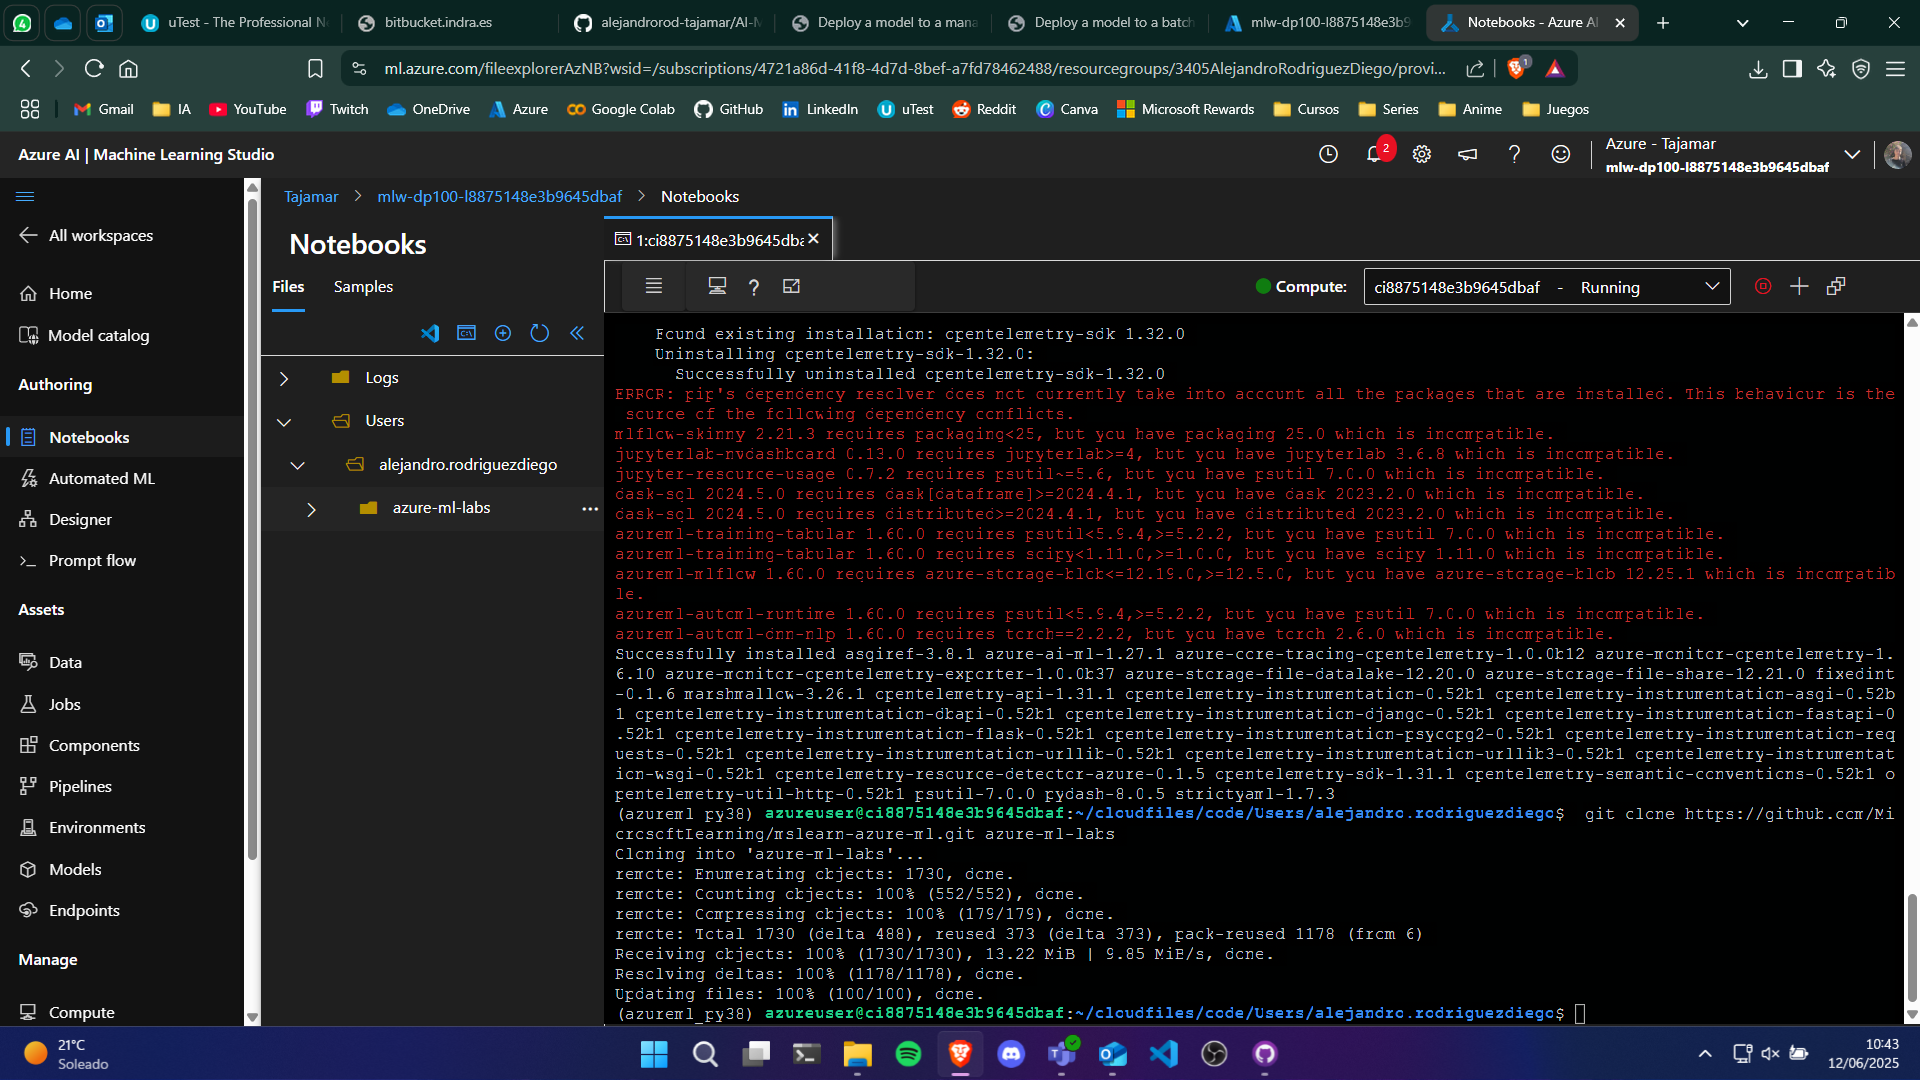 uTest - The Professional Ne
bitbucket.indra.es
alejandrorod-tajamar/AI-M
Deploy a model to a mana
Deploy a model to a batch
mlw-dp100-l8875148e3b9
Notebooks - Azure AI
ml.azure.com/fileexplorerAzNB?wsid=/subscriptions/4721a86d-41f8-4d7d-8bef-a7fd78462488/resourcegroups/3405AlejandroRodriguezDiego/provi...
1
Gmail
IA
YouTube
Twitch
OneDrive
Azure
Google Colab
GitHub
LinkedIn
uTest
Reddit
Canva
Microsoft Rewards
Cursos
Series
Anime
Juegos
Azure AI | Machine Learning Studio
2
Azure - Tajamar
mlw-dp100-l8875148e3b9645dbaf
All workspaces
Home
Model catalog
Authoring
Notebooks
Automated ML
Designer
Prompt flow
Assets
Data
Jobs
Components
Pipelines
Environments
Models
Endpoints
Manage
Compute
Tajamar > mlw-dp100-l8875148e3b9645dbaf > Notebooks
Notebooks
Files
Samples
Logs
Users
alejandro.rodriguezdiego
azure-ml-labs
1:ci8875148e3b9645dba
Compute:
ci8875148e3b9645dbaf - Running
Found existing installation: opentelemetry-sdk 1.32.0
Uninstalling opentelemetry-sdk-1.32.0:
Successfully uninstalled opentelemetry-sdk-1.32.0
ERROR: pip's dependency resolver does not currently take into account all the packages that are installed. This behaviour is the
source of the following dependency conflicts.
mlflow-skinny 2.21.3 requires packaging<25, but you have packaging 25.0 which is incompatible.
jupyterlab-nvdashboard 0.13.0 requires jupyterlab>=4, but you have jupyterlab 3.6.8 which is incompatible.
jupyter-resource-usage 0.7.2 requires psutil~=5.6, but you have psutil 7.0.0 which is incompatible.
dask-sql 2024.5.0 requires dask[dataframe]>=2024.4.1, but you have dask 2023.2.0 which is incompatible.
dask-sql 2024.5.0 requires distributed>=2024.4.1, but you have distributed 2023.2.0 which is incompatible.
azureml-training-tabular 1.60.0 requires psutil<5.9.4,>=5.2.2, but you have psutil 7.0.0 which is incompatible.
azureml-training-tabular 1.60.0 requires scipy<1.11.0,>=1.0.0, but you have scipy 1.11.0 which is incompatible.
azureml-mlflow 1.60.0 requires azure-storage-blob<=12.19.0,>=12.5.0, but you have azure-storage-blob 12.25.1 which is incompatib
le.
azureml-automl-runtime 1.60.0 requires psutil<5.9.4,>=5.2.2, but you have psutil 7.0.0 which is incompatible.
azureml-automl-dnn-nlp 1.60.0 requires torch==2.2.2, but you have torch 2.6.0 which is incompatible.
Successfully installed asgiref-3.8.1 azure-ai-ml-1.27.1 azure-core-tracing-opentelemetry-1.0.0b12 azure-monitor-opentelemetry-1.
6.10 azure-monitor-opentelemetry-exporter-1.0.0b37 azure-storage-file-datalake-12.20.0 azure-storage-file-share-12.21.0 fixedint
-0.1.6 marshmallow-3.26.1 opentelemetry-api-1.31.1 opentelemetry-instrumentation-0.52b1 opentelemetry-instrumentation-asgi-0.52b
1 opentelemetry-instrumentation-dbapi-0.52b1 opentelemetry-instrumentation-django-0.52b1 opentelemetry-instrumentation-fastapi-0
.52b1 opentelemetry-instrumentation-flask-0.52b1 opentelemetry-instrumentation-psycopg2-0.52b1 opentelemetry-instrumentation-req
uests-0.52b1 opentelemetry-instrumentation-urllib-0.52b1 opentelemetry-instrumentation-urllib3-0.52b1 opentelemetry-instrumentat
ion-wsgi-0.52b1 opentelemetry-resource-detector-azure-0.1.5 opentelemetry-sdk-1.31.1 opentelemetry-semantic-conventions-0.52b1 o
pentelemetry-util-http-0.52b1 psutil-7.0.0 pydash-8.0.5 strictyaml-1.7.3
(azureml_py38) azureuser@ci8875148e3b9645dbaf:~/cloudfiles/code/Users/alejandro.rodriguezdiego$ git clone https://github.com/Mi
crosoftLearning/mslearn-azure-ml.git azure-ml-labs
Cloning into 'azure-ml-labs'...
remote: Enumerating objects: 1730, done.
remote: Counting objects: 100% (552/552), done.
remote: Compressing objects: 100% (179/179), done.
remote: Total 1730 (delta 488), reused 373 (delta 373), pack-reused 1178 (from 6)
Receiving objects: 100% (1730/1730), 13.22 MiB | 9.85 MiB/s, done.
Resolving deltas: 100% (1178/1178), done.
Updating files: 100% (100/100), done.
(azureml_py38) azureuser@ci8875148e3b9645dbaf:~/cloudfiles/code/Users/alejandro.rodriguezdiego$
21°C
Soleado
10:43
12/06/2025